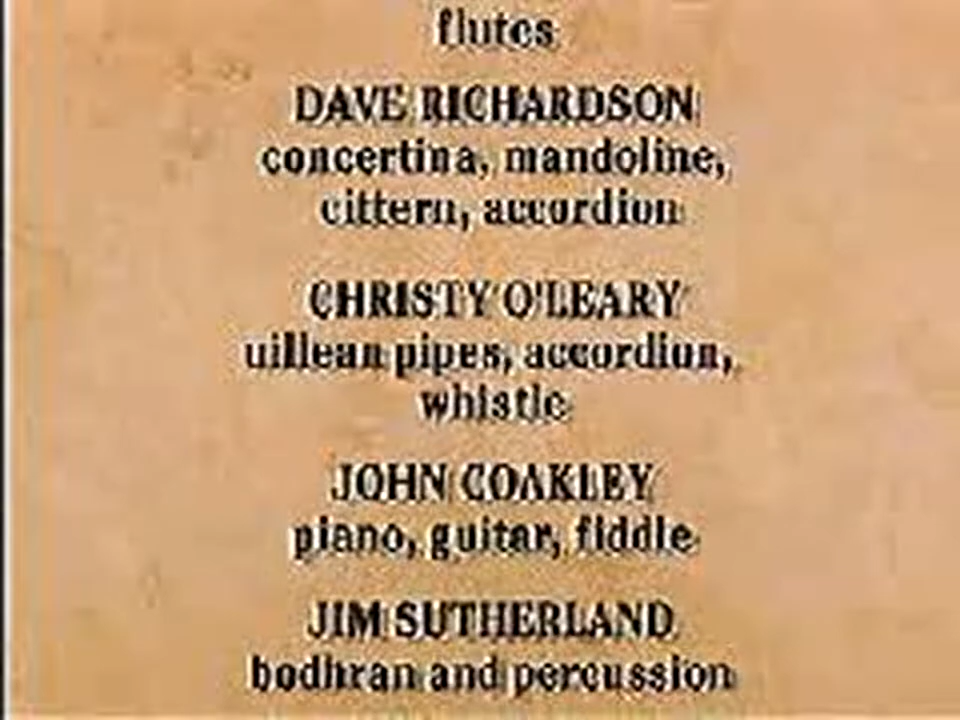 flutes
DAVE RICHARDSON
concertina, mandoline,
cittern, accordion
CHRISTY O'LEARY
uillean pipes, accordion,
whistle
JOHN COAKLEY
piano, guitar, fiddle
JIM SUTHERLAND
bodhran and percussion